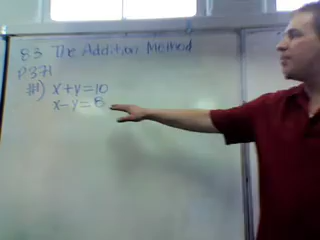 8.3 The Addition Method
p371
#1) x+y=10
x-y=8